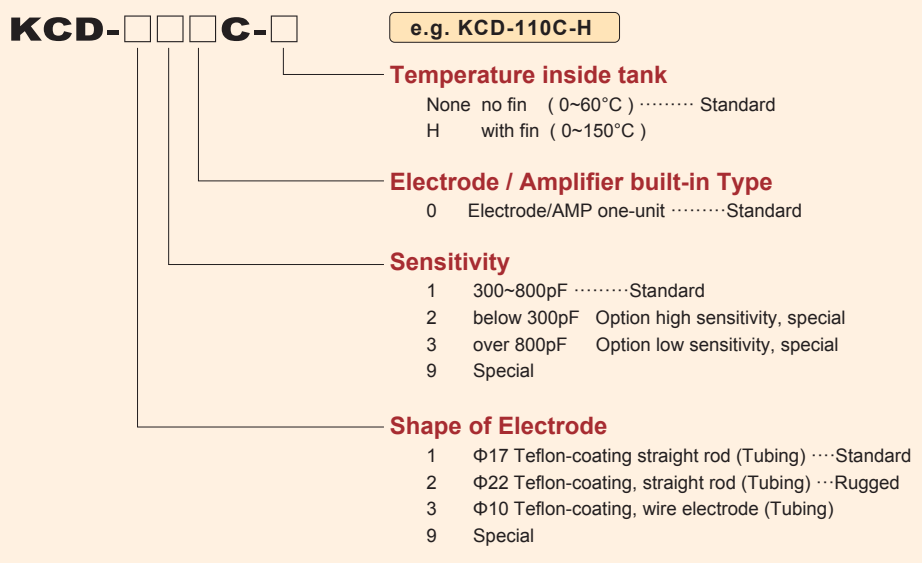 KCD-□□□C-□ e.g. KCD-110C-H
Temperature inside tank
None no fin ( 0~60°C ) ········· Standard
H with fin ( 0~150°C )
Electrode / Amplifier built-in Type
0 Electrode/AMP one-unit ·········Standard
Sensitivity
1 300~800pF ·········Standard
2 below 300pF Option high sensitivity, special
3 over 800pF Option low sensitivity, special
9 Special
Shape of Electrode
1 Φ17 Teflon-coating straight rod (Tubing) ····Standard
2 Φ22 Teflon-coating, straight rod (Tubing) ···Rugged
3 Φ10 Teflon-coating, wire electrode (Tubing)
9 Special